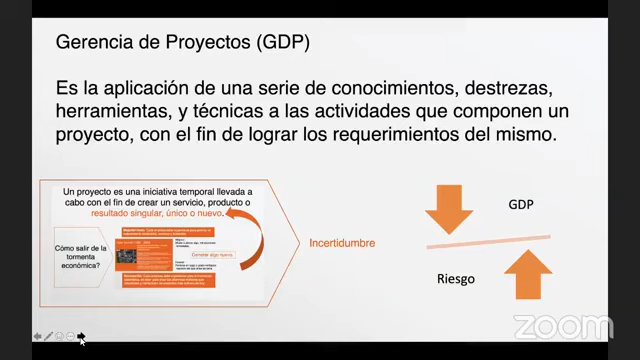 Gerencia de Proyectos (GDP)
Es la aplicación de una serie de conocimientos, destrezas,
herramientas, y técnicas a las actividades que componen un
proyecto, con el fin de lograr los requerimientos del mismo.
Un proyecto es una iniciativa temporal llevada a
cabo con el fin de crear un servicio, producto o
resultado singular, único o nuevo.
Cómo salir de la
tormenta
económica?
Generar algo nuevo
Incertidumbre
GDP
Riesgo
zoom